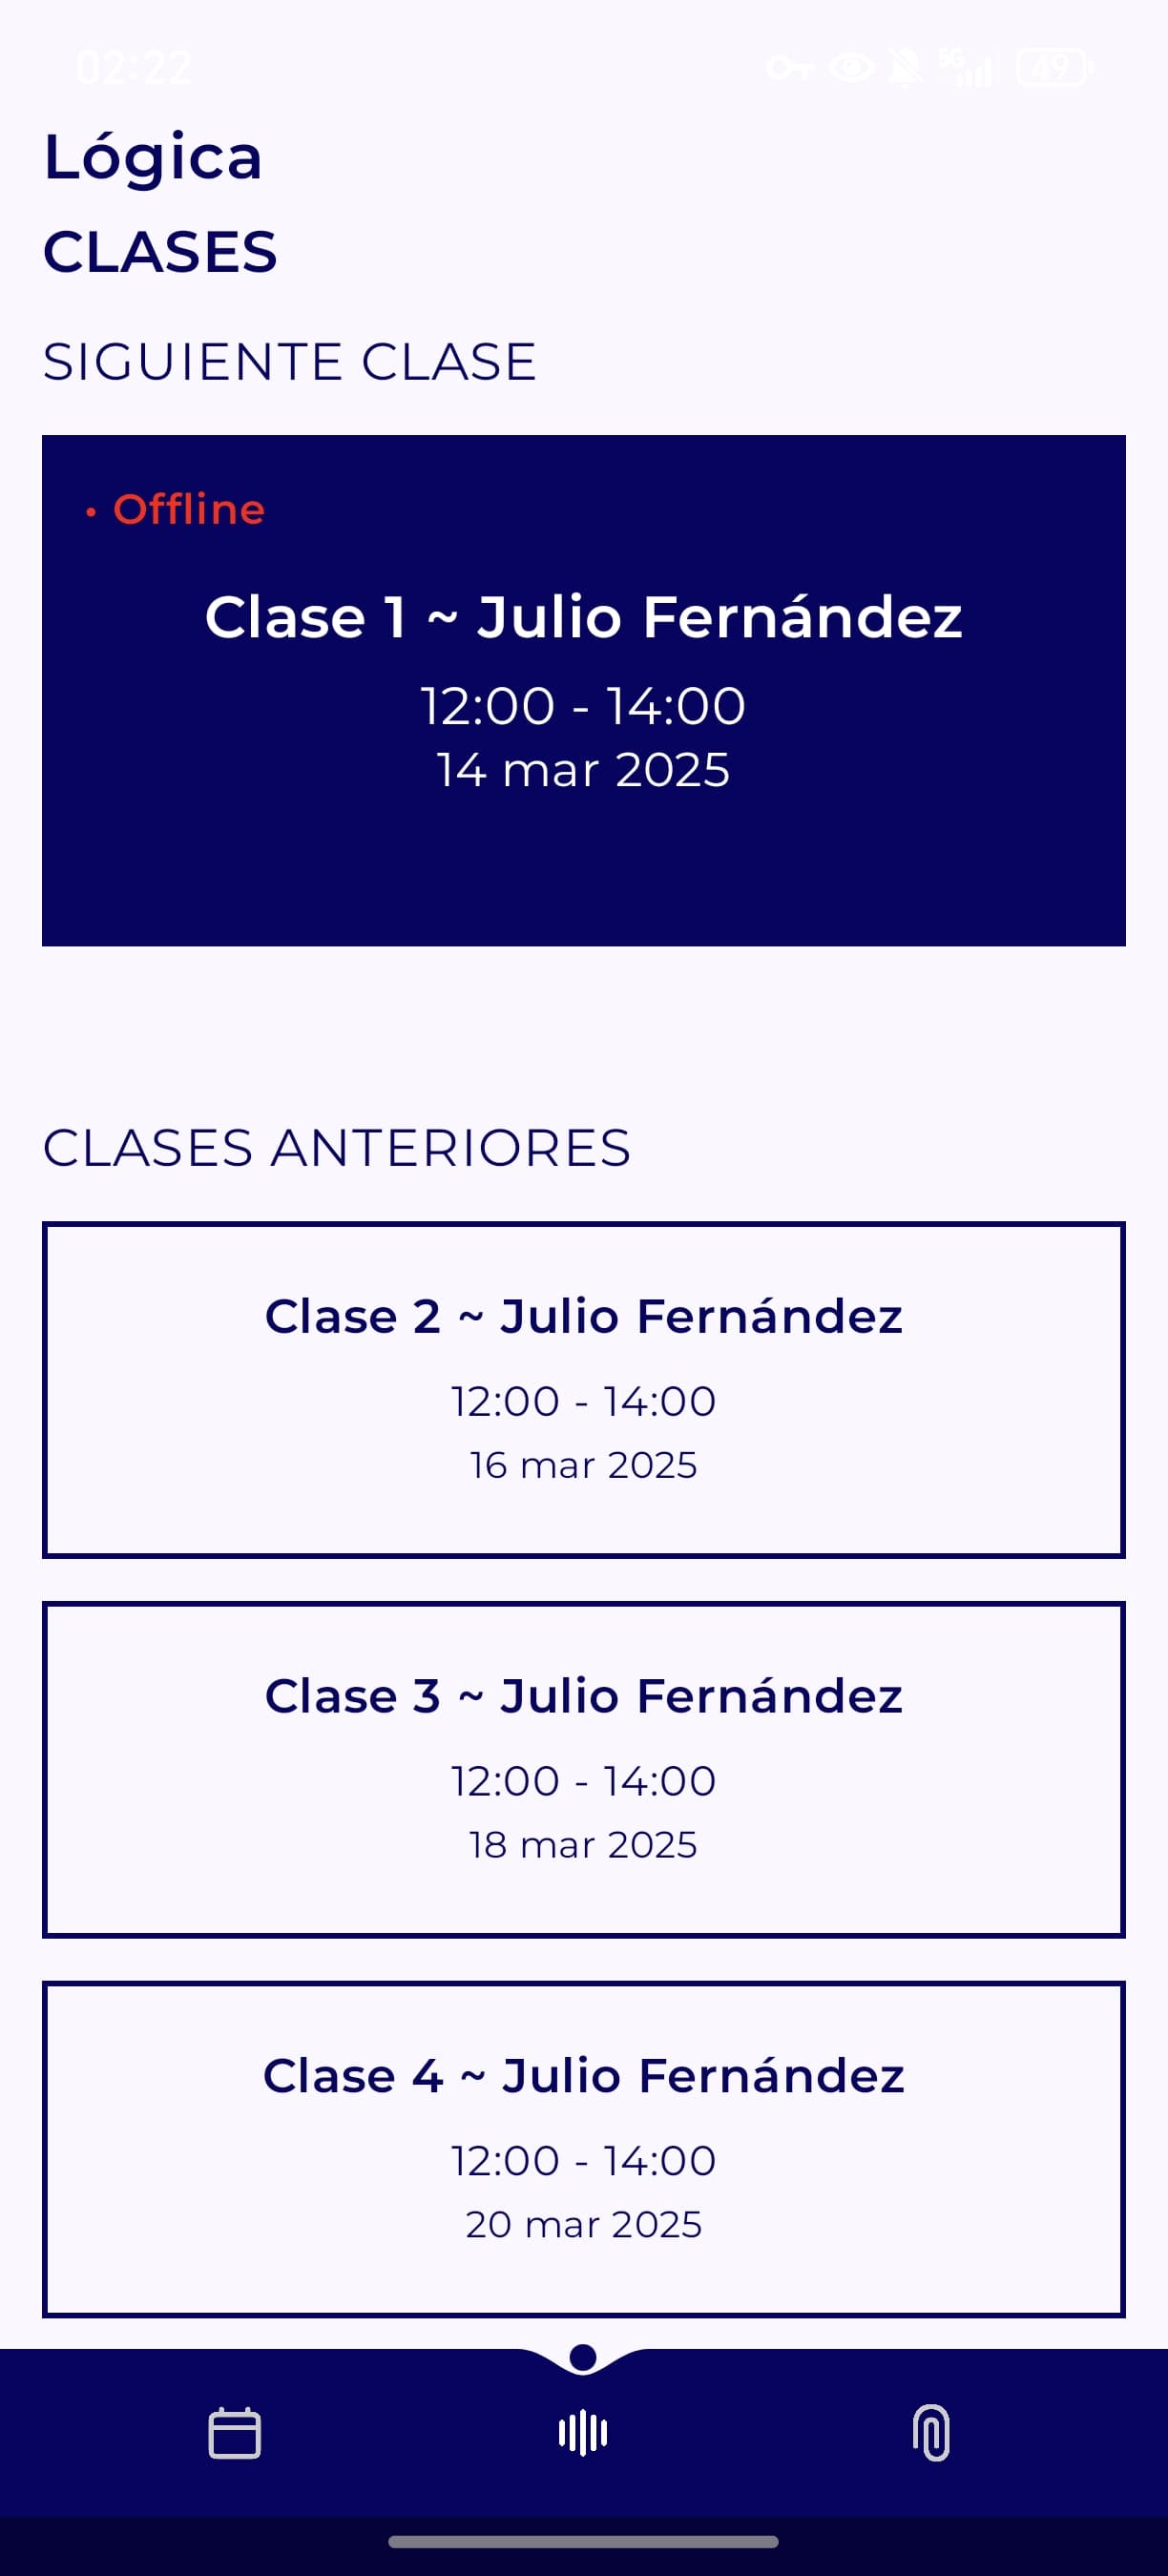 02:22
5G
49
Lógica
CLASES
SIGUIENTE CLASE
• Offline
Clase 1 ~ Julio Fernández
12:00 - 14:00
14 mar 2025
CLASES ANTERIORES
Clase 2 ~ Julio Fernández
12:00 - 14:00
16 mar 2025
Clase 3 ~ Julio Fernández
12:00 - 14:00
18 mar 2025
Clase 4 ~ Julio Fernández
12:00 - 14:00
20 mar 2025